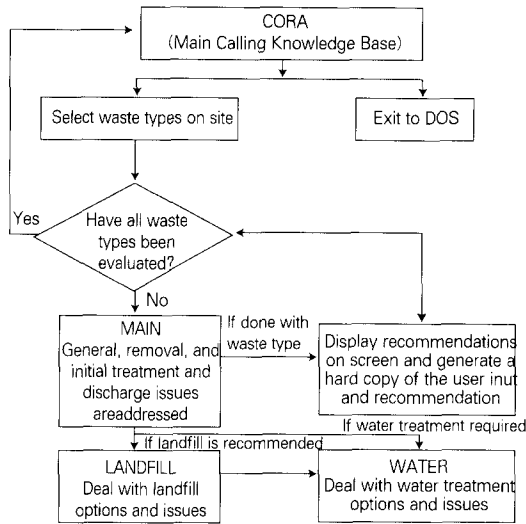 CORA
(Main Calling Knowledge Base)
Select waste types on site
Exit to DOS
Yes
Have all waste
types been
evaluated?
No
MAIN
General, removal, and
initial treatment and
discharge issues
areaddressed
If done with
waste type
Display recommendations
on screen and generate a
hard copy of the user inut
and recommendation
If water treatment required
If landfill is recommended
LANDFILL
Deal with landfill
options and issues
WATER
Deal with water treatment
options and issues